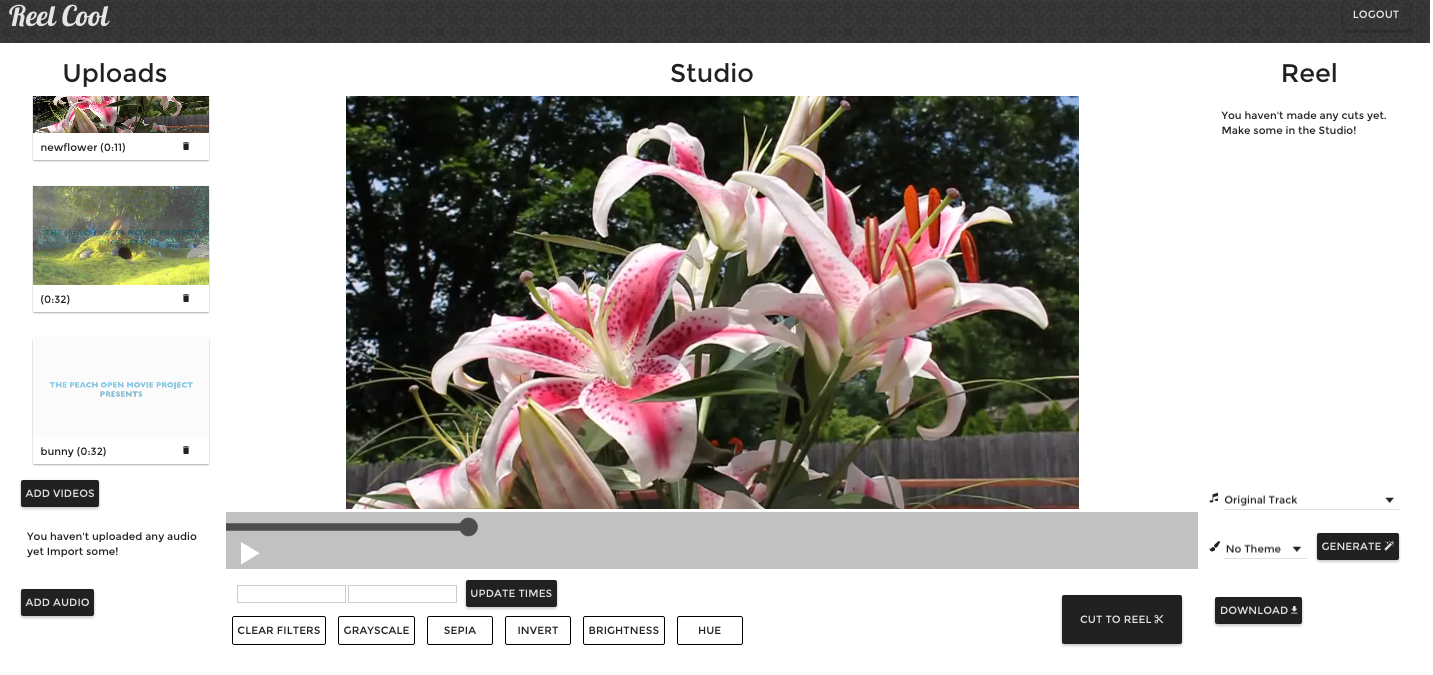 Reel Cool
LOGOUT
Uploads
newflower (0:11)
THE PEACH OPEN MOVIE PROJECT
(0:32)
THE PEACH OPEN MOVIE PROJECT
PRESENTS
bunny (0:32)
ADD VIDEOS
You haven't uploaded any audio
yet Import some!
ADD AUDIO
Studio
UPDATE TIMES
CLEAR FILTERS
GRAYSCALE
SEPIA
INVERT
BRIGHTNESS
HUE
CUT TO REEL
Reel
You haven't made any cuts yet.
Make some in the Studio!
Original Track
No Theme
GENERATE
DOWNLOAD